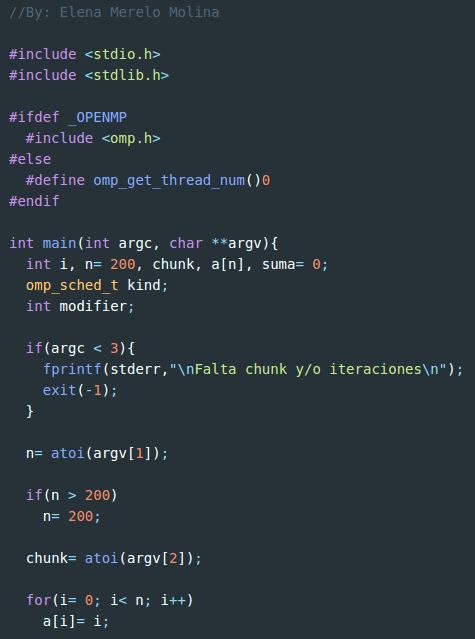 //By: Elena Merelo Molina
#include <stdio.h>
#include <stdlib.h>
#ifdef _OPENMP
#include <omp.h>
#else
#define omp_get_thread_num()0
#endif
int main(int argc, char **argv){
int i, n= 200, chunk, a[n], suma= 0;
omp_sched_t kind;
int modifier;
if(argc < 3){
fprintf(stderr,"\nFalta chunk y/o iteraciones\n");
exit(-1);
}
n= atoi(argv[1]);
if(n > 200)
n= 200;
chunk= atoi(argv[2]);
for(i= 0; i< n; i++)
a[i]= i;